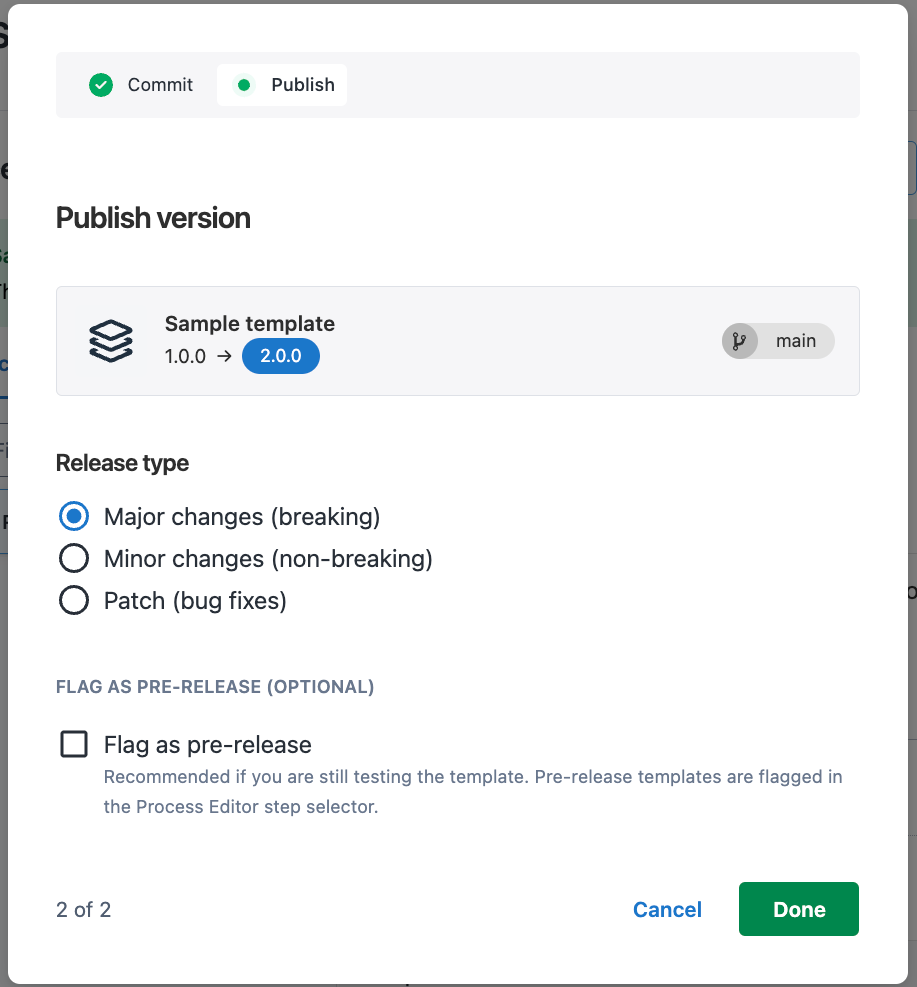 Commit
Publish
Publish version
Sample template
1.0.0 → 2.0.0
main
Release type
Major changes (breaking)
Minor changes (non-breaking)
Patch (bug fixes)
FLAG AS PRE-RELEASE (OPTIONAL)
Flag as pre-release
Recommended if you are still testing the template. Pre-release templates are flagged in
the Process Editor step selector.
2 of 2
Cancel
Done